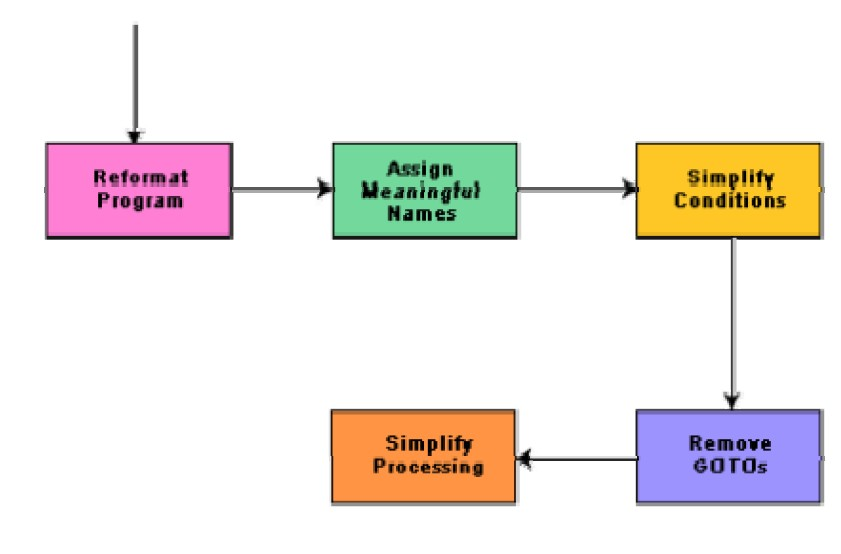 Reformat
Program
Assign
Meaningful
Names
Simplify
Conditions
Remove
GOTOs
Simplify
Processing